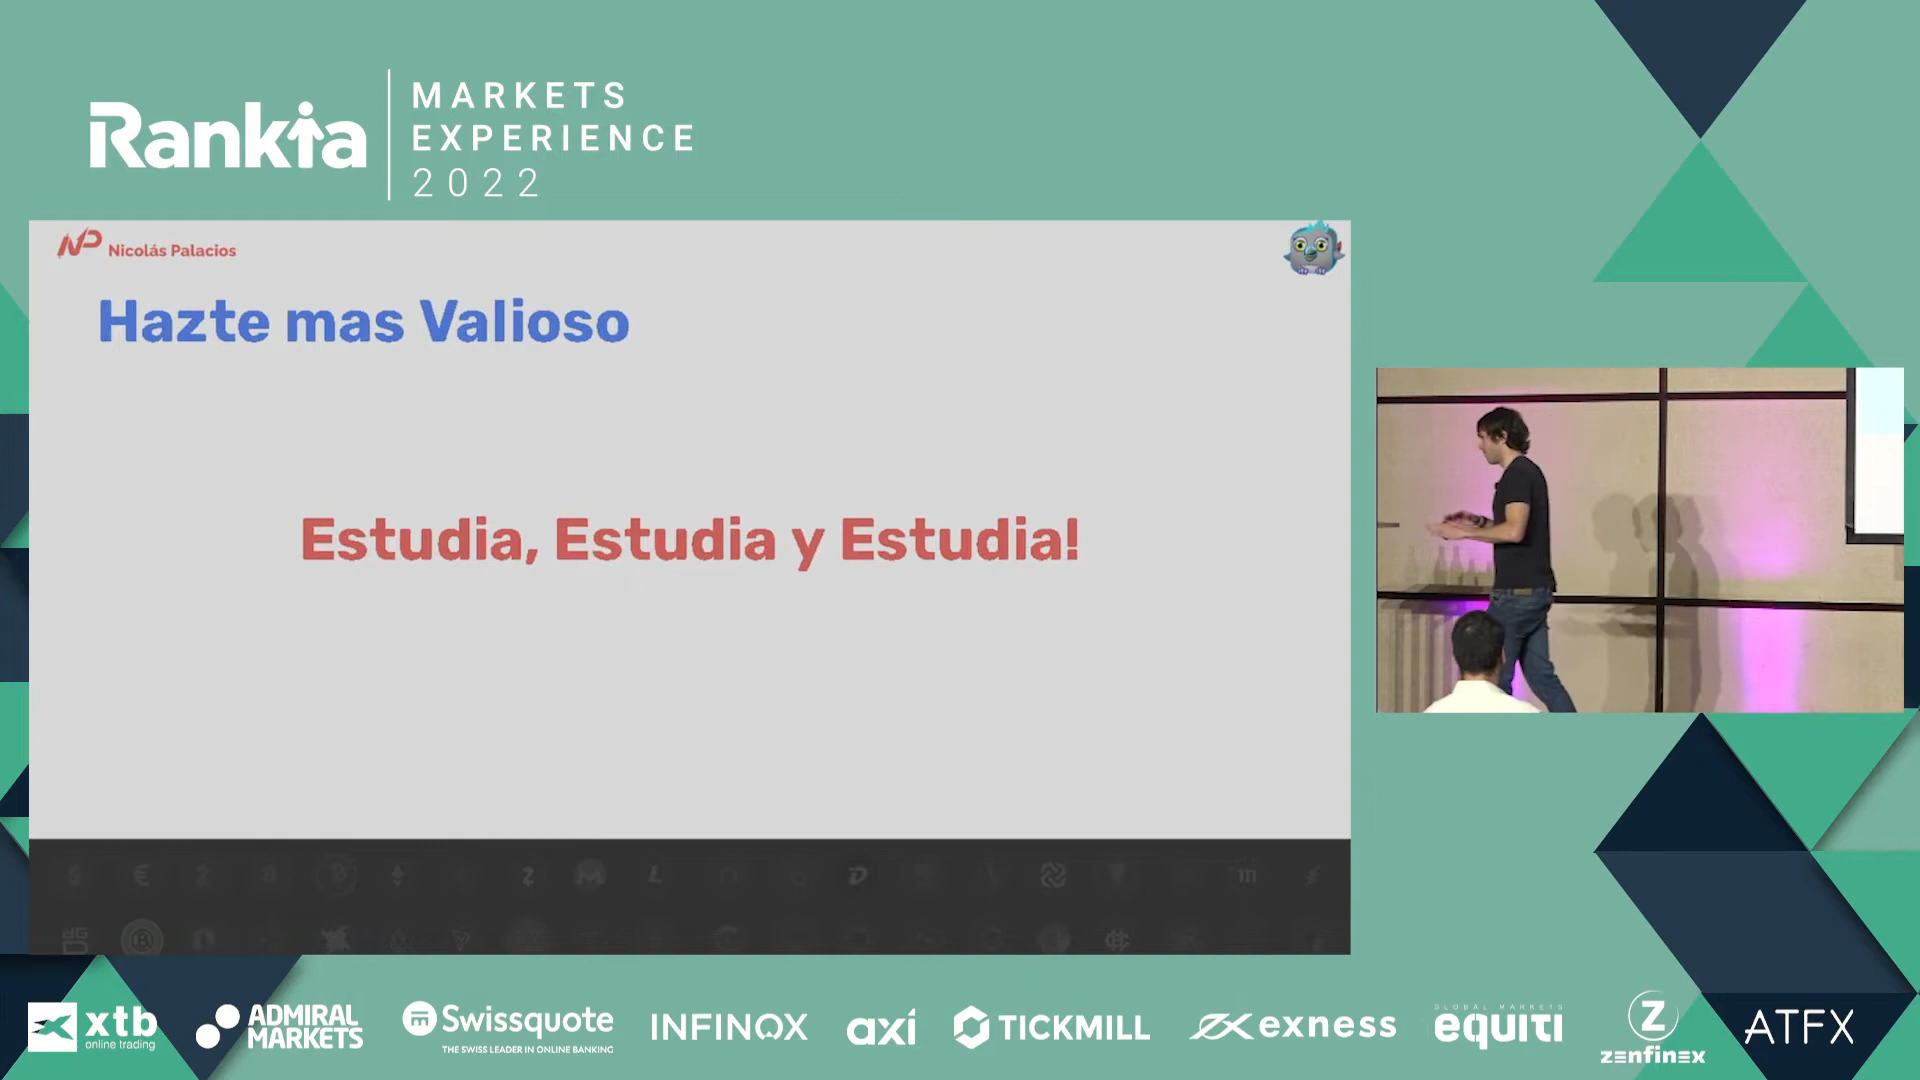 Rankia
MARKETS
EXPERIENCE
2022
NP Nicolás Palacios
Hazte mas Valioso
Estudia, Estudia y Estudia!
xtb
online trading
ADMIRAL
MARKETS
Swissquote
THE SWISS LEADER IN ONLINE BANKING
INFINOX
axi
TICKMILL
exness
GLOBAL MARKETS
equiti
Z
zenfinex
ATFX